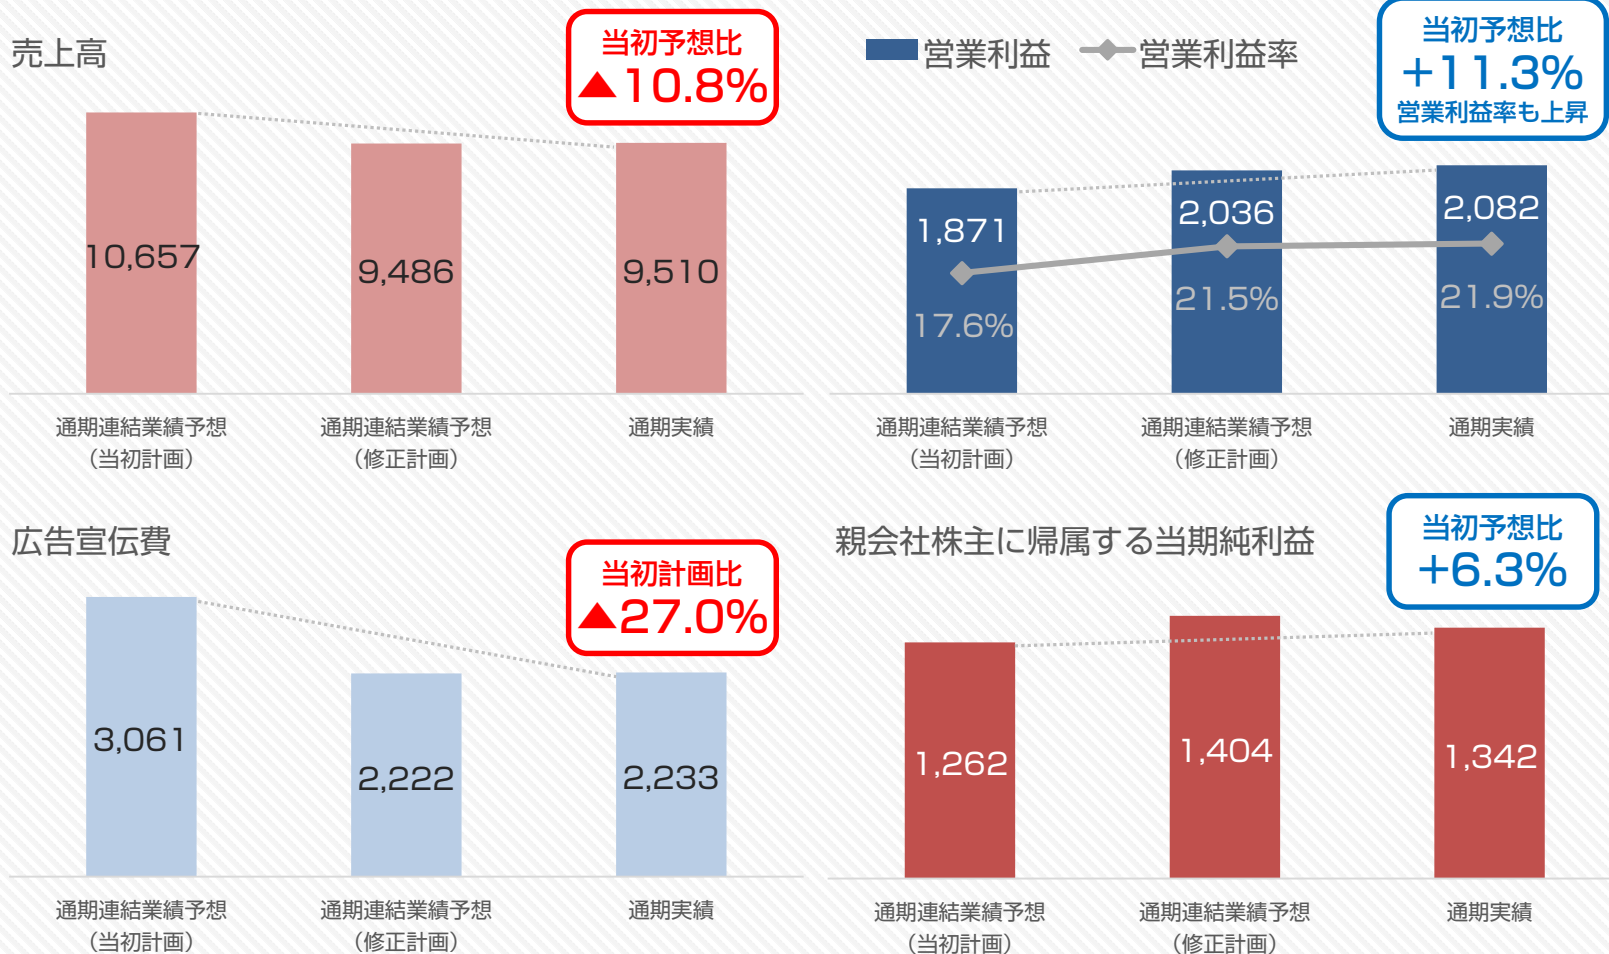 売上高
当初予想比
▲10.8%
10,657
9,486
9,510
通期連結業績予想
（当初計画）
通期連結業績予想
（修正計画）
通期実績
営業利益
営業利益率
当初予想比
+11.3%
営業利益率も上昇
1,871
2,036
2,082
17.6%
21.5%
21.9%
通期連結業績予想
（当初計画）
通期連結業績予想
（修正計画）
通期実績
広告宣伝費
当初計画比
▲27.0%
3,061
2,222
2,233
通期連結業績予想
（当初計画）
通期連結業績予想
（修正計画）
通期実績
親会社株主に帰属する当期純利益
当初予想比
+6.3%
1,262
1,404
1,342
通期連結業績予想
（当初計画）
通期連結業績予想
（修正計画）
通期実績